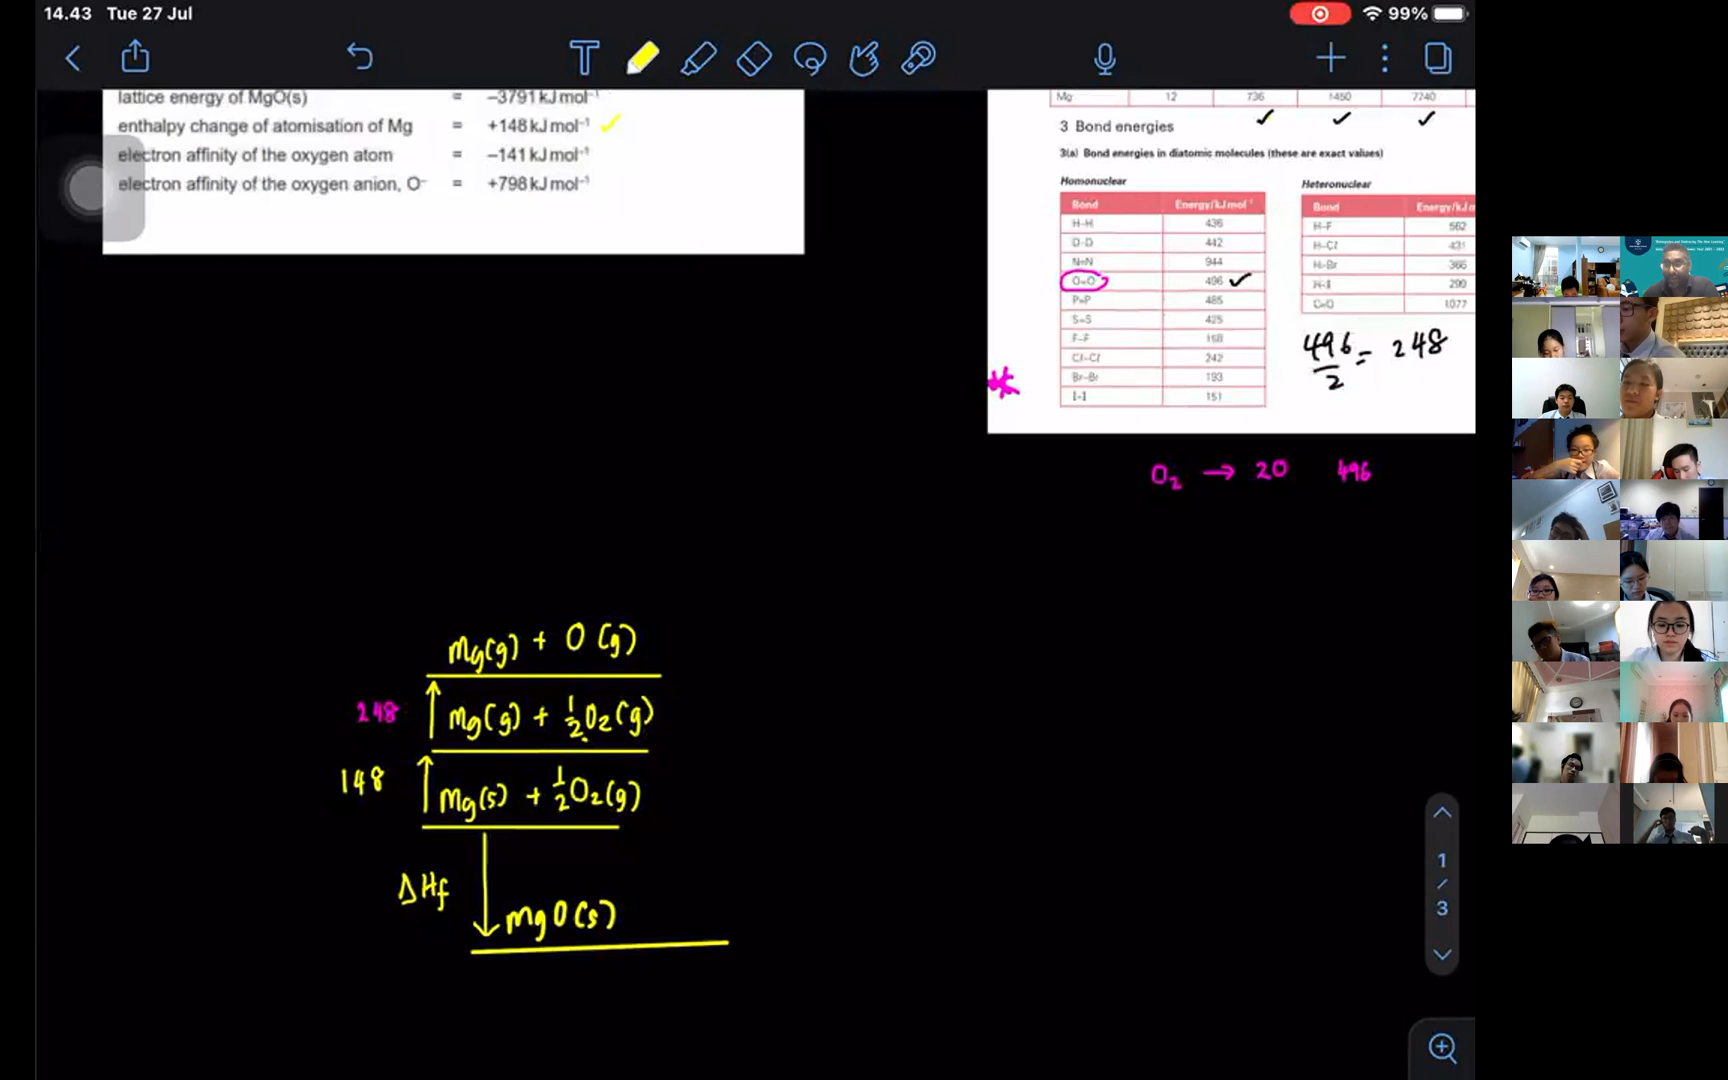 14.43 Tue 27 Jul
99%
lattice energy of MgO(s) = −3791 kJ mol⁻¹
enthalpy change of atomisation of Mg = +148 kJ mol⁻¹
electron affinity of the oxygen atom = −141 kJ mol⁻¹
electron affinity of the oxygen anion, O⁻ = +798 kJ mol⁻¹
Mg 12 736 1450 7740
3 Bond energies
3(a) Bond energies in diatomic molecules (these are exact values)
Homonuclear
Bond Energy/kJ mol⁻¹
H–H 436
D–D 442
N≡N 944
O=O 496
P≡P 485
S=S 425
F–F 158
Cl–Cl 242
Br–Br 193
I–I 151
Heteronuclear
Bond Energy/kJ m
H–F 562
H–Cl 431
H–Br 366
H–I 299
C≡O 1077
496/2 = 248
O₂ → 2O 496
Mg(g) + O(g)
248 Mg(g) + ½O₂(g)
148 Mg(s) + ½O₂(g)
ΔHf
MgO(s)
1
/
3